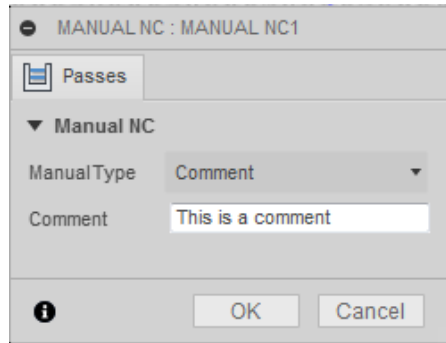 MANUAL NC : MANUAL NC1
Passes
Manual NC
Manual Type Comment
Comment This is a comment
OK Cancel